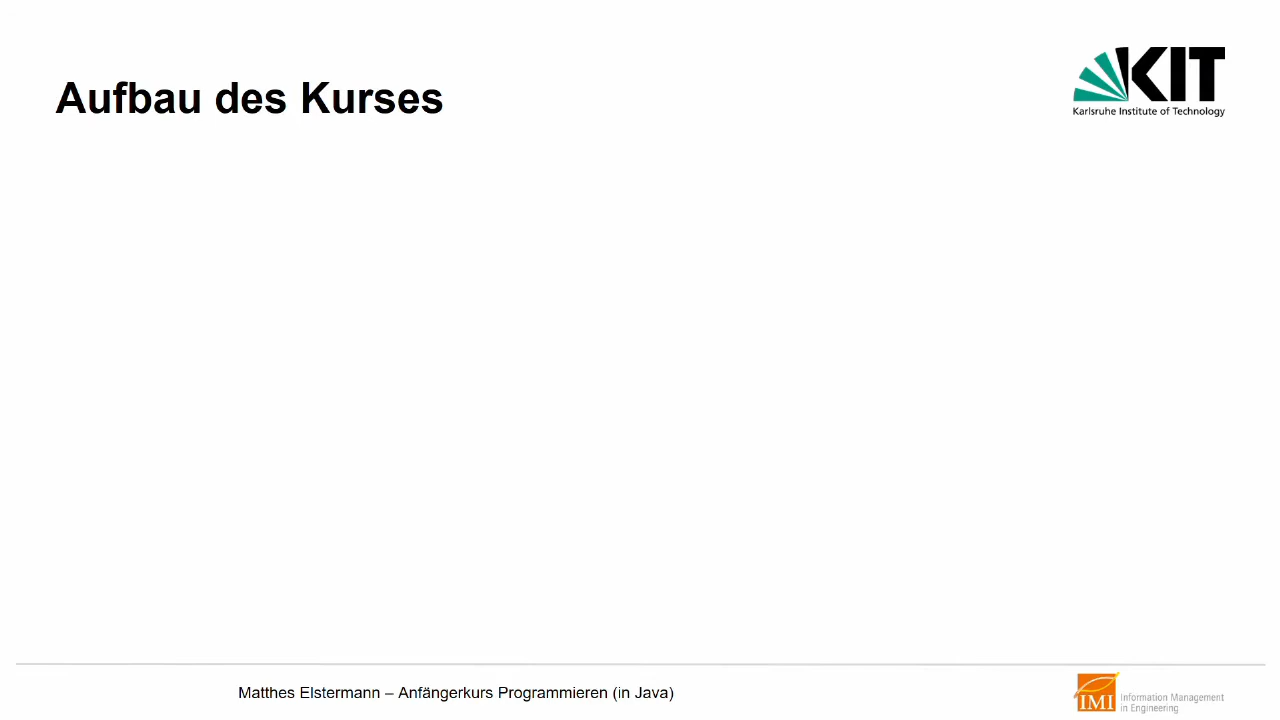 Aufbau des Kurses
KIT
Karlsruhe Institute of Technology
Matthes Elstermann – Anfängerkurs Programmieren (in Java)
IMI
Information Management
in Engineering